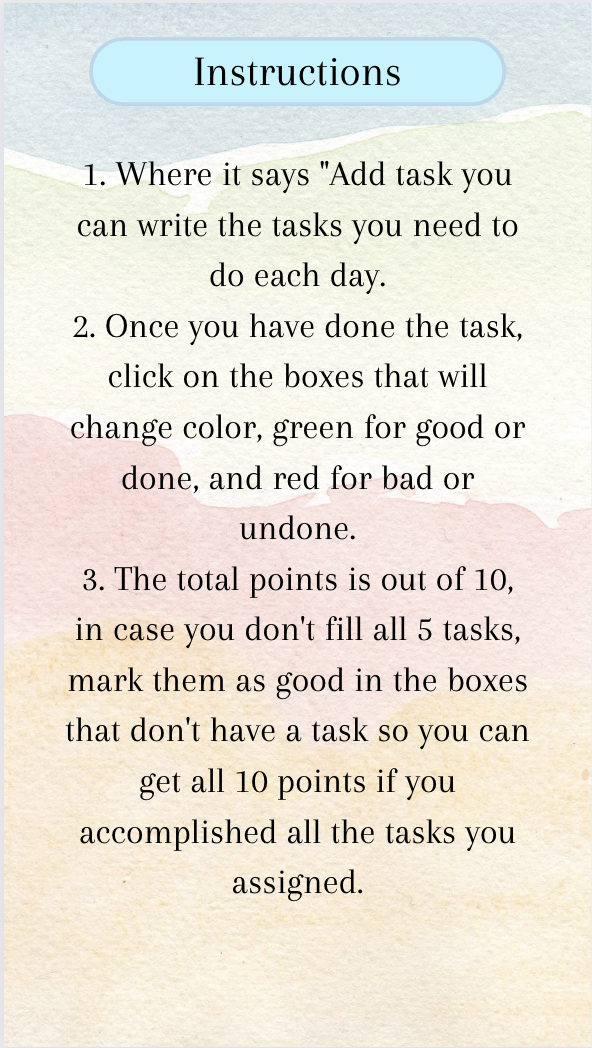 Instructions
1. Where it says "Add task you
can write the tasks you need to
do each day.
2. Once you have done the task,
click on the boxes that will
change color, green for good or
done, and red for bad or
undone.
3. The total points is out of 10,
in case you don't fill all 5 tasks,
mark them as good in the boxes
that don't have a task so you can
get all 10 points if you
accomplished all the tasks you
assigned.